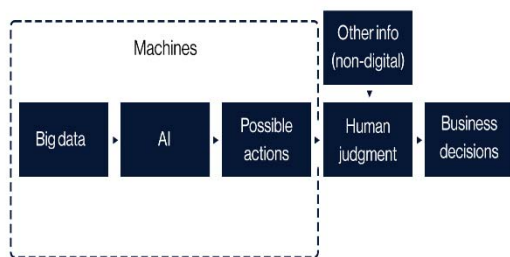 Machines
Other info
(non-digital)
Big data
AI
Possible
actions
Human
judgment
Business
decisions